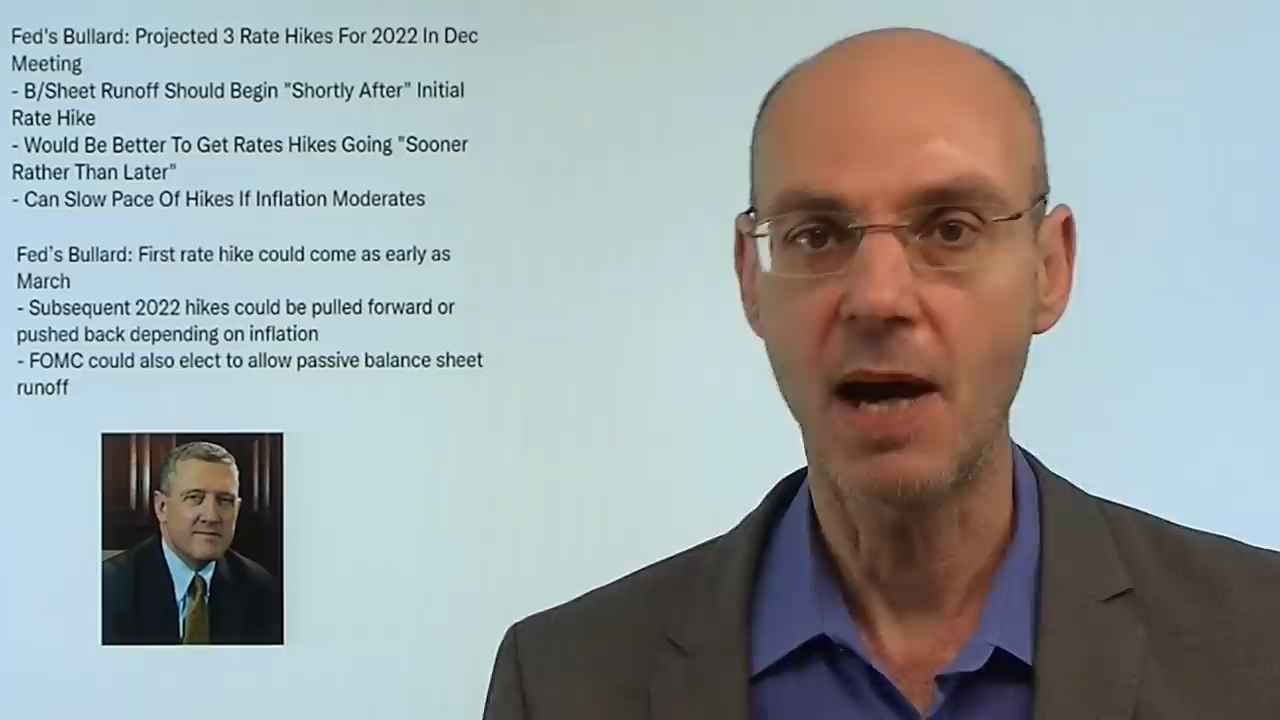 Fed's Bullard: Projected 3 Rate Hikes For 2022 In Dec
Meeting
- B/Sheet Runoff Should Begin "Shortly After" Initial
Rate Hike
- Would Be Better To Get Rates Hikes Going "Sooner
Rather Than Later"
- Can Slow Pace Of Hikes If Inflation Moderates
Fed's Bullard: First rate hike could come as early as
March
- Subsequent 2022 hikes could be pulled forward or
pushed back depending on inflation
- FOMC could also elect to allow passive balance sheet
runoff